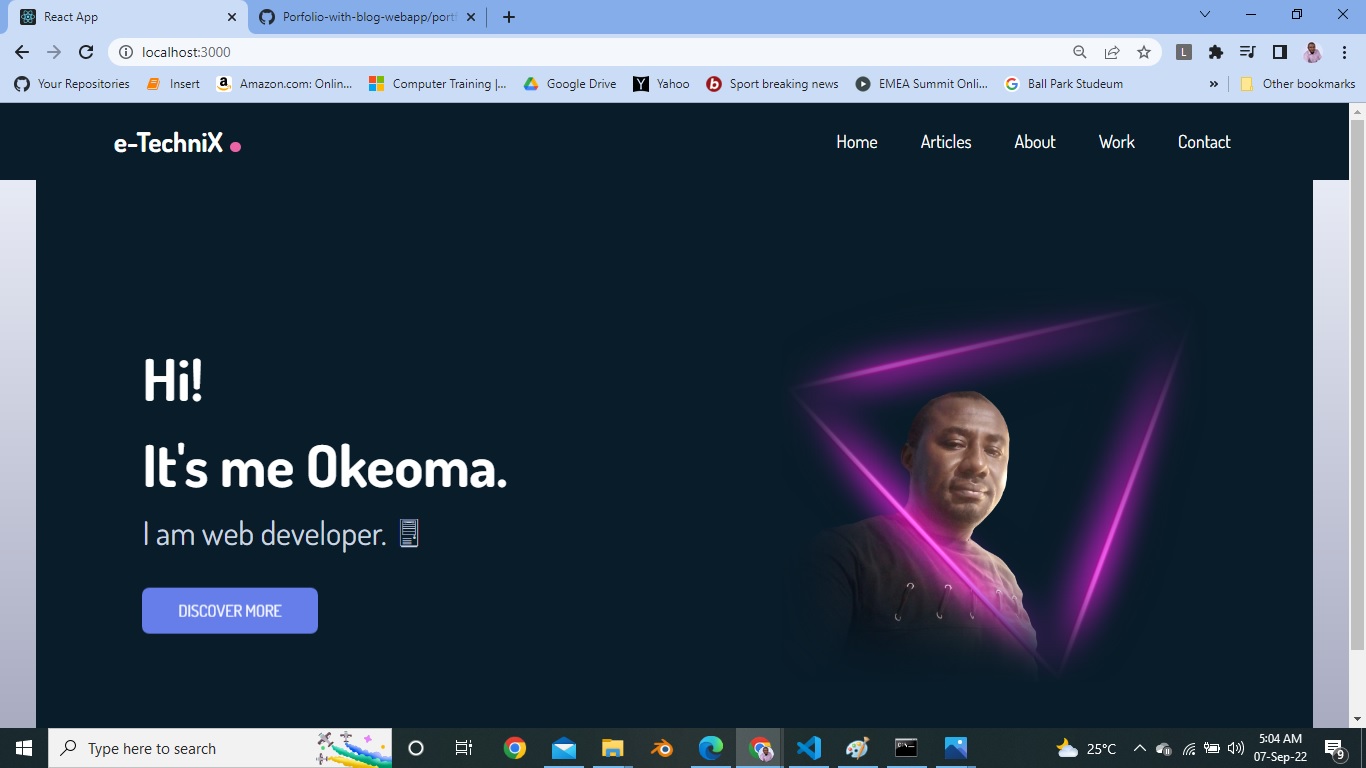 React App
Porfolio-with-blog-webapp/port
localhost:3000
L
Your Repositories
Insert
Amazon.com: Onlin...
Computer Training |...
Google Drive
Yahoo
Sport breaking news
EMEA Summit Onli...
Ball Park Studeum
»
Other bookmarks
e-TechniX
Home
Articles
About
Work
Contact
Hi!
It's me Okeoma.
I am web developer.
DISCOVER MORE
Type here to search
25°C
5:04 AM
07-Sep-22
9